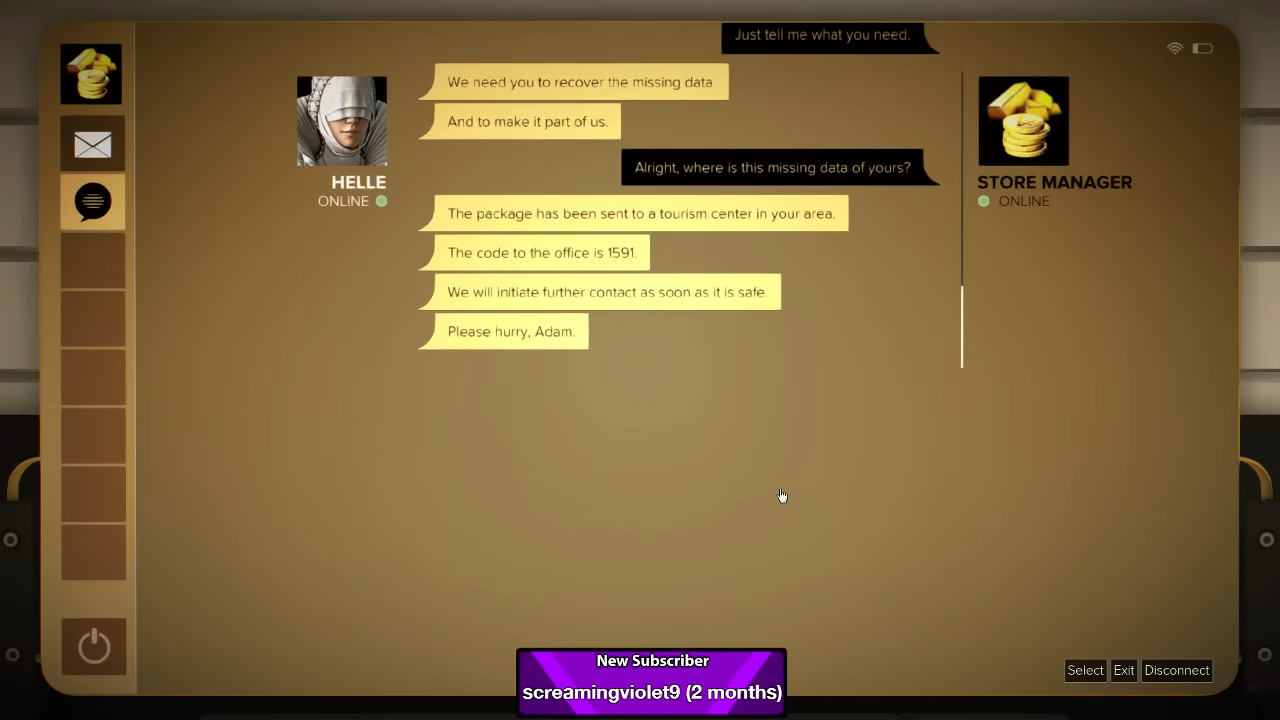 Just tell me what you need.
We need you to recover the missing data.
And to make it part of us.
Alright, where is this missing data of yours?
HELLE
ONLINE
STORE MANAGER
ONLINE
The package has been sent to a tourism center in your area.
The code to the office is 1591.
We will initiate further contact as soon as it is safe.
Please hurry, Adam.
New Subscriber
screamingviolet9 (2 months)
Select Exit Disconnect